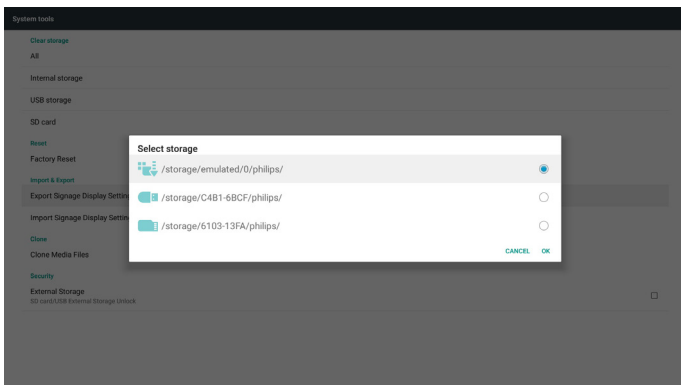 System tools
Clear storage
All
Internal storage
USB storage
SD card
Reset
Factory Reset
Import & Export
Export Signage Display Settin
Import Signage Display Settin
Clone
Clone Media Files
Security
External Storage
SD card/USB External Storage Unlock
Select storage
/storage/emulated/0/philips/
/storage/C4B1-6BCF/philips/
/storage/6103-13FA/philips/
CANCEL OK